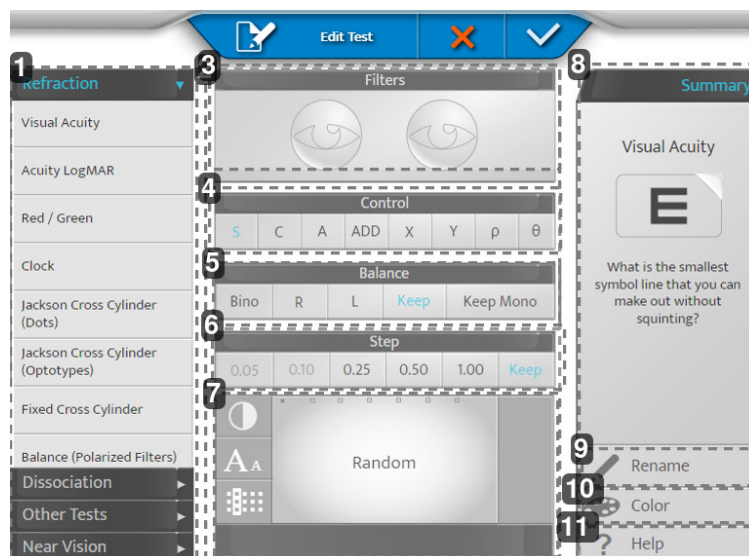 Edit Test
1
Refraction
Visual Acuity
Acuity LogMAR
Red / Green
Clock
Jackson Cross Cylinder
(Dots)
Jackson Cross Cylinder
(Optotypes)
Fixed Cross Cylinder
Balance (Polarized Filters)
Dissociation
Other Tests
Near Vision
3
Filters
4
Control
S C A ADD X Y ρ θ
5
Balance
Bino R L Keep Keep Mono
6
Step
0.05 0.10 0.25 0.50 1.00 Keep
7
A A
Random
8
Summary
Visual Acuity
E
What is the smallest
symbol line that you can
make out without
squinting?
9
Rename
10
Color
11
? Help